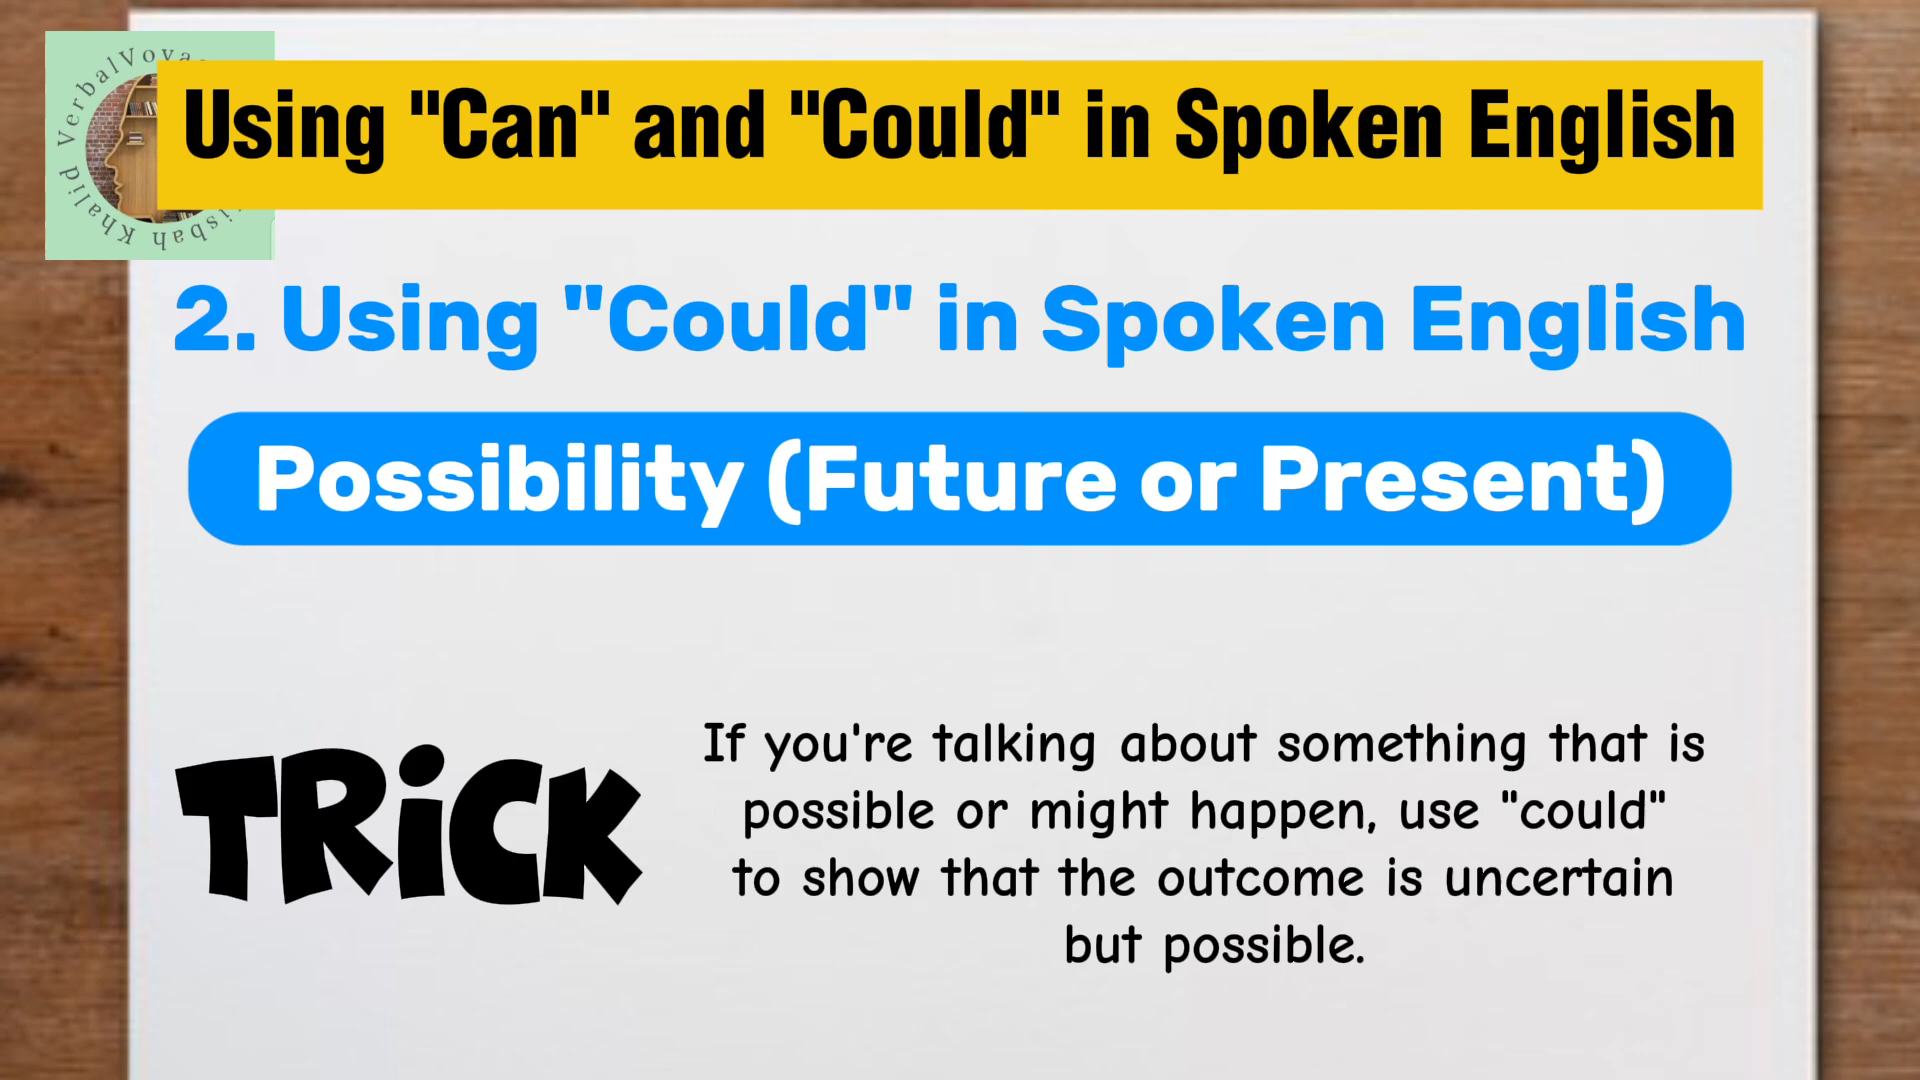 Using "Can" and "Could" in Spoken English
2. Using "Could" in Spoken English
Possibility (Future or Present)
TRiCK
If you're talking about something that is
possible or might happen, use "could"
to show that the outcome is uncertain
but possible.
Khalid